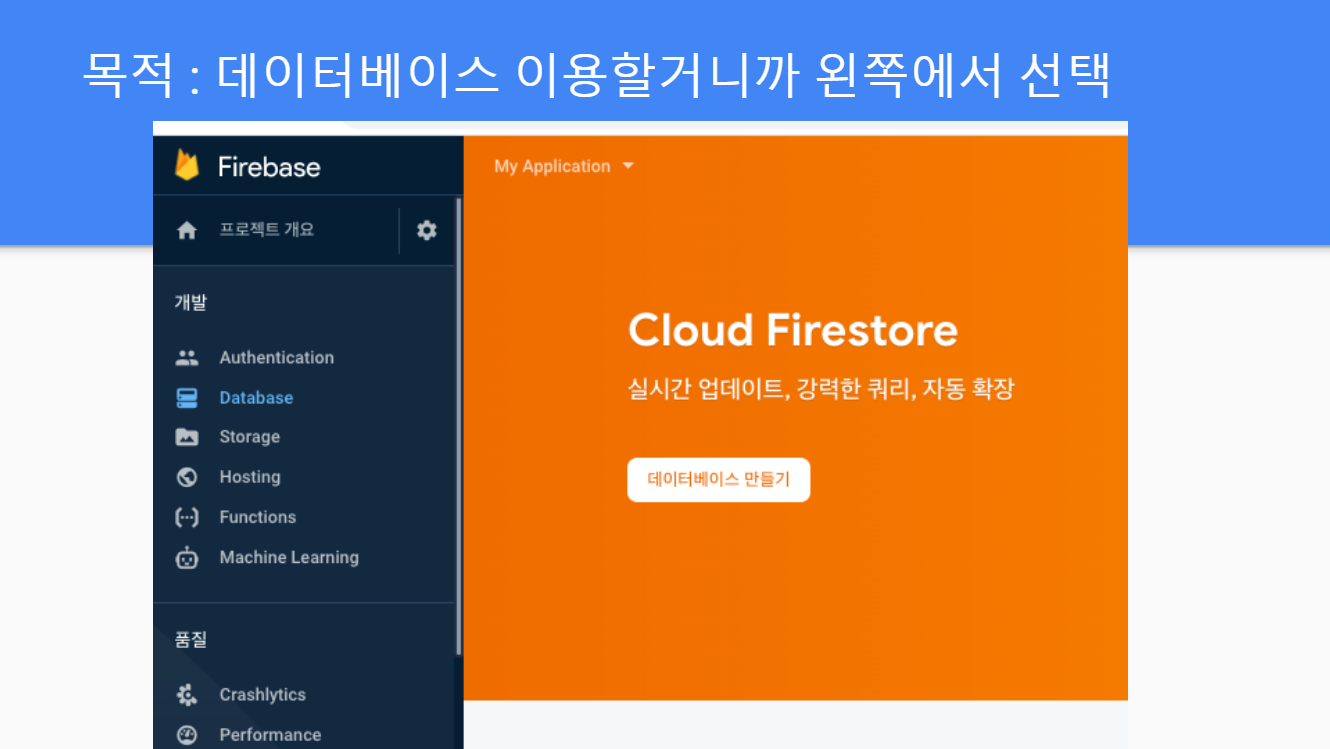 목적 : 데이터베이스 이용할거니까 왼쪽에서 선택
Firebase
My Application
프로젝트 개요
개발
Authentication
Database
Storage
Hosting
Functions
Machine Learning
품질
Crashlytics
Performance
Cloud Firestore
실시간 업데이트, 강력한 쿼리, 자동 확장
데이터베이스 만들기